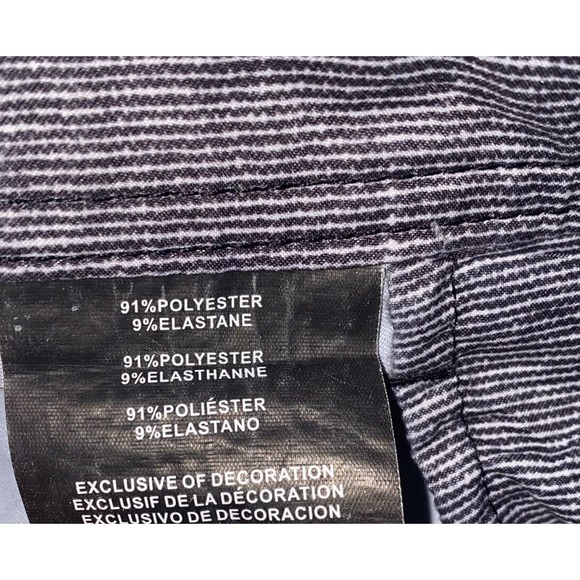 91%POLYESTER
9%ELASTANE
91%POLYESTER
9%ELASTHANNE
91%POLIÉSTER
9%ELASTANO
EXCLUSIVE OF DECORATION
EXCLUSIF DE LA DÉCORATION
EXCLUSIVO DE DECORACION